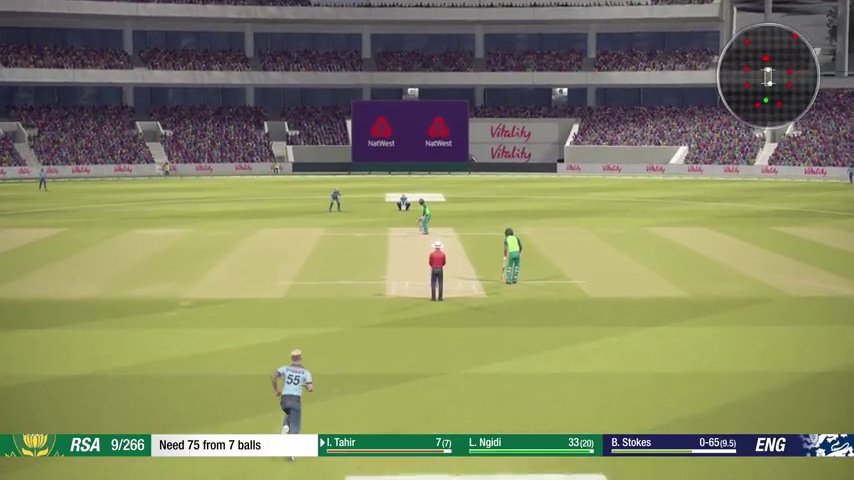 NatWest NatWest
Vitality
Vitality
55
RSA 9/266 Need 75 from 7 balls I. Tahir 7(7) L. Ngidi 33(20) B. Stokes 0-65(9.5) ENG